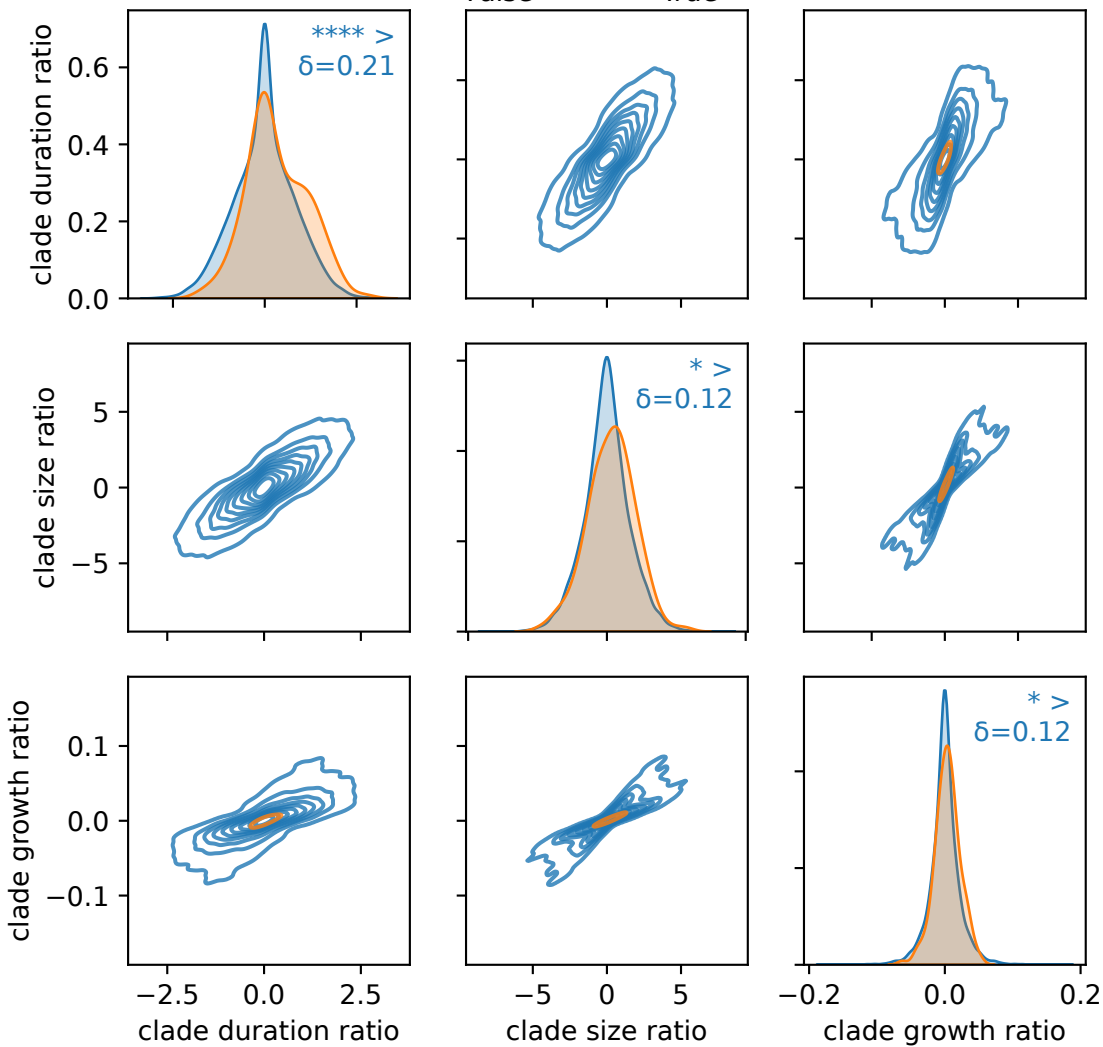 **** >
δ=0.21
clade duration ratio
0.6
0.4
0.2
0.0
* >
δ=0.12
clade size ratio
5
0
−5
* >
δ=0.12
clade growth ratio
0.1
0.0
−0.1
−2.5 0.0 2.5
−5 0 5
−0.2 0.0 0.2
clade duration ratio
clade size ratio
clade growth ratio